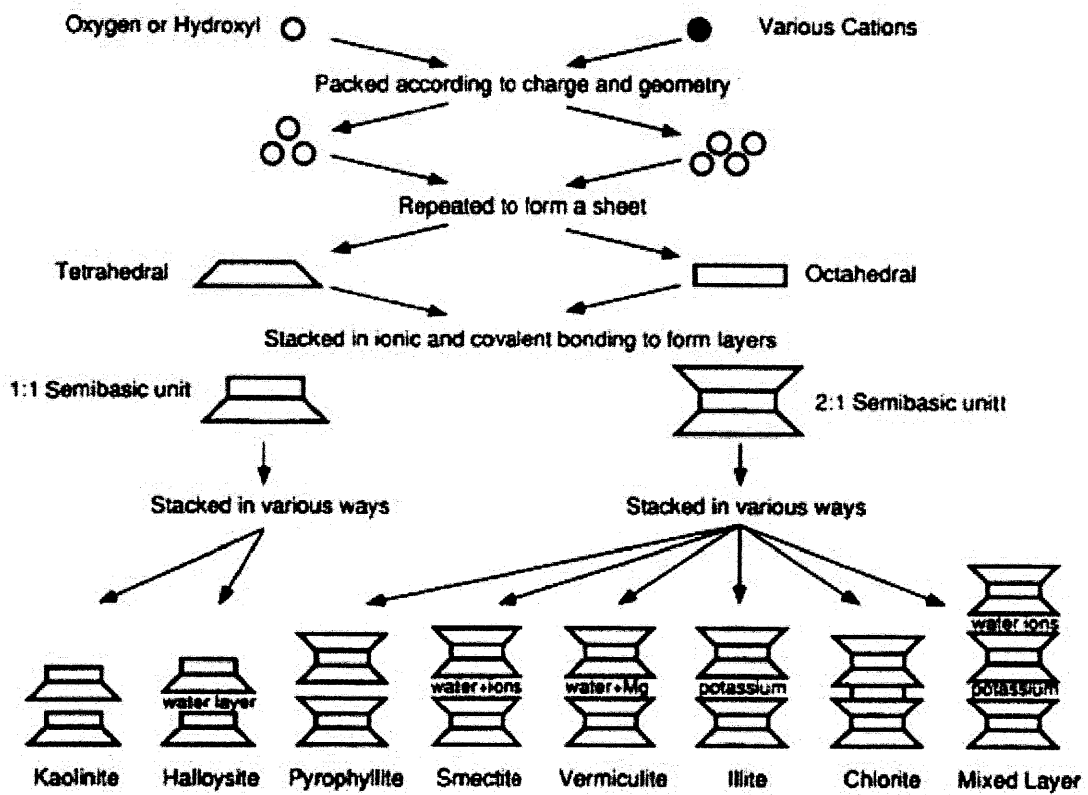 Oxygen or Hydroxyl
Various Cations
Packed according to charge and geometry
Repeated to form a sheet
Tetrahedral
Octahedral
Stacked in ionic and covalent bonding to form layers
1:1 Semibasic unit
2:1 Semibasic unitt
Stacked in various ways
Stacked in various ways
water ions
water layer
water+ions
water+Mg
potassium
potassium
Kaolinite
Halloysite
Pyrophyllite
Smectite
Vermiculite
Illite
Chlorite
Mixed Layer